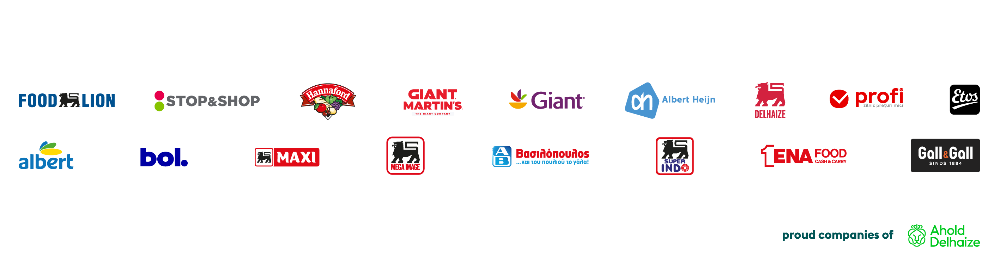 FOOD LION
STOP&SHOP
Hannaford
GIANT
MARTIN'S
THE GIANT COMPANY
Giant
ah Albert Heijn
DELHAIZE
profi
zilnic prețuri mici
Etos
albert
bol.
MAXI
MEGA IMAGE
AB
Βασιλόπουλος
...και του πουλιού το γάλα!
SUPER
INDO
1 ENA FOOD
CASH & CARRY
Gall&Gall
SINDS 1884
proud companies of
Ahold
Delhaize